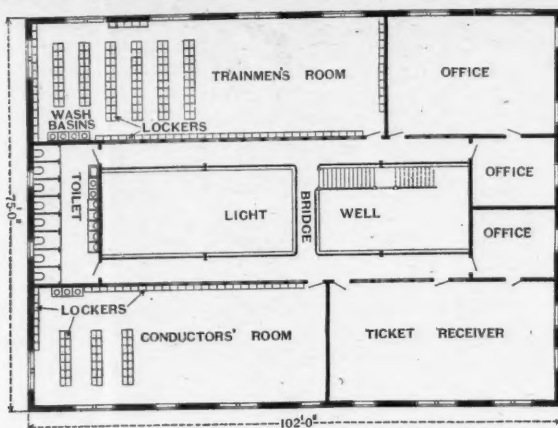 TRAINMEN'S ROOM
OFFICE
WASH
BASINS
LOCKERS
TOILET
OFFICE
LIGHT
BRIDGE
WELL
OFFICE
LOCKERS
CONDUCTORS' ROOM
TICKET RECEIVER
75'-0"
102'-0"